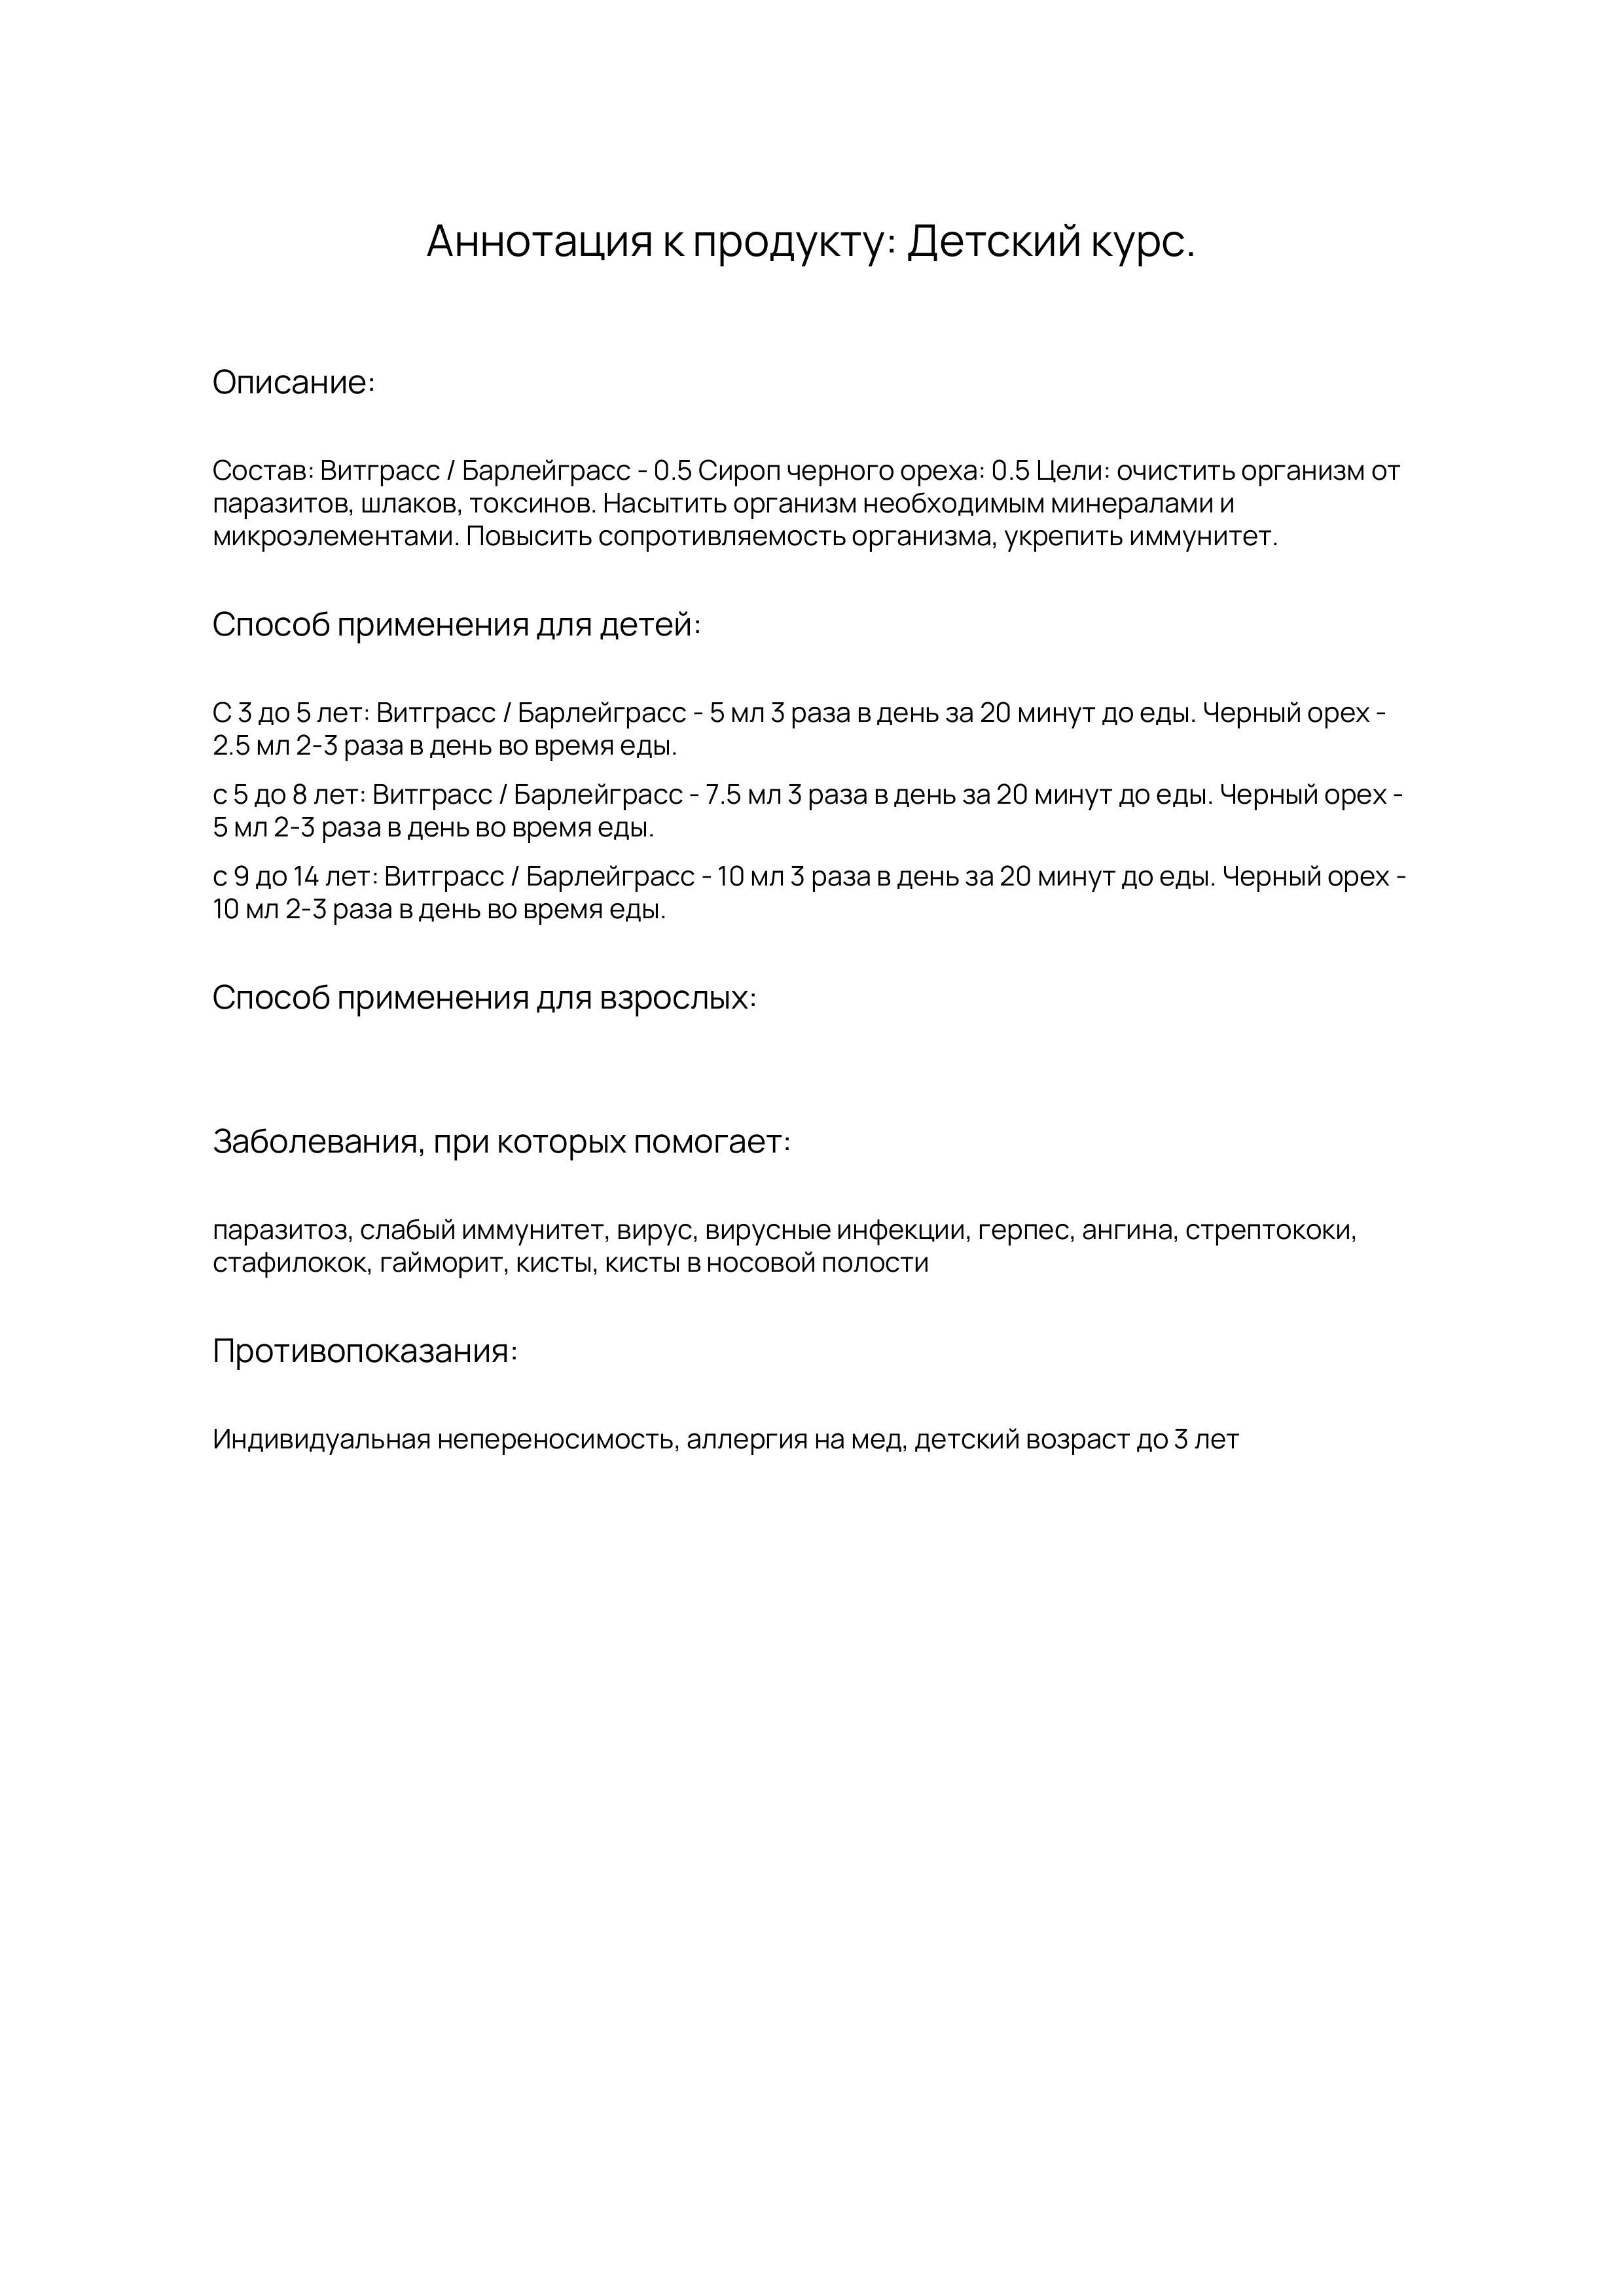 Аннотация к продукту: Детский курс.
Описание:
Состав: Витграсс / Барлейграсс - 0.5 Сироп черного ореха: 0.5 Цели: очистить организм от
паразитов, шлаков, токсинов. Насытить организм необходимым минералами и
микроэлементами. Повысить сопротивляемость организма, укрепить иммунитет.
Способ применения для детей:
С 3 до 5 лет: Витграсс / Барлейграсс - 5 мл 3 раза в день за 20 минут до еды. Черный орех -
2.5 мл 2-3 раза в день во время еды.
с 5 до 8 лет: Витграсс / Барлейграсс - 7.5 мл 3 раза в день за 20 минут до еды. Черный орех -
5 мл 2-3 раза в день во время еды.
с 9 до 14 лет: Витграсс / Барлейграсс - 10 мл 3 раза в день за 20 минут до еды. Черный орех -
10 мл 2-3 раза в день во время еды.
Способ применения для взрослых:
Заболевания, при которых помогает:
паразитоз, слабый иммунитет, вирус, вирусные инфекции, герпес, ангина, стрептококи,
стафилокок, гайморит, кисты, кисты в носовой полости
Противопоказания:
Индивидуальная непереносимость, аллергия на мед, детский возраст до 3 лет